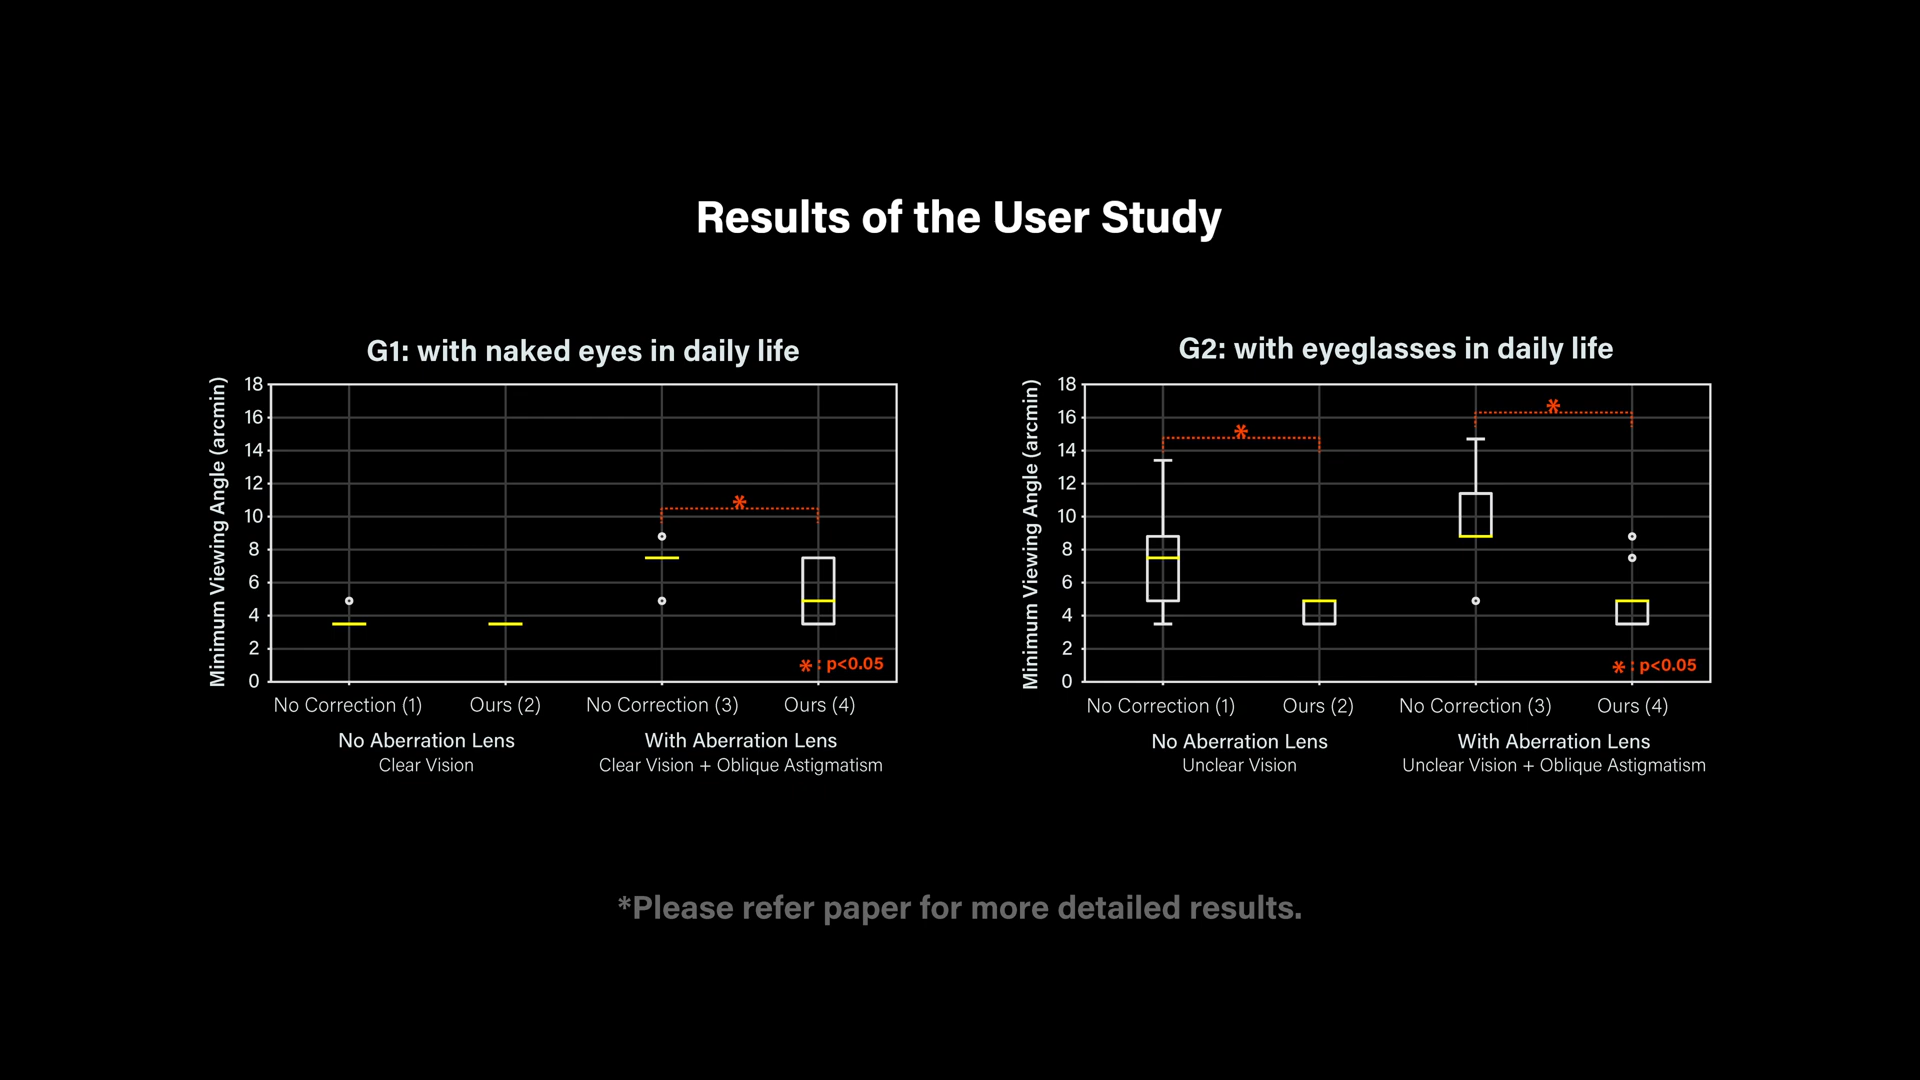 Results of the User Study
G1: with naked eyes in daily life
Minimum Viewing Angle (arcmin)
18
16
14
12
10
8
6
4
2
0
*
* : p<0.05
No Correction (1) Ours (2) No Correction (3) Ours (4)
No Aberration Lens With Aberration Lens
Clear Vision Clear Vision + Oblique Astigmatism
G2: with eyeglasses in daily life
Minimum Viewing Angle (arcmin)
18
16
14
12
10
8
6
4
2
0
*
*
* : p<0.05
No Correction (1) Ours (2) No Correction (3) Ours (4)
No Aberration Lens With Aberration Lens
Unclear Vision Unclear Vision + Oblique Astigmatism
*Please refer paper for more detailed results.